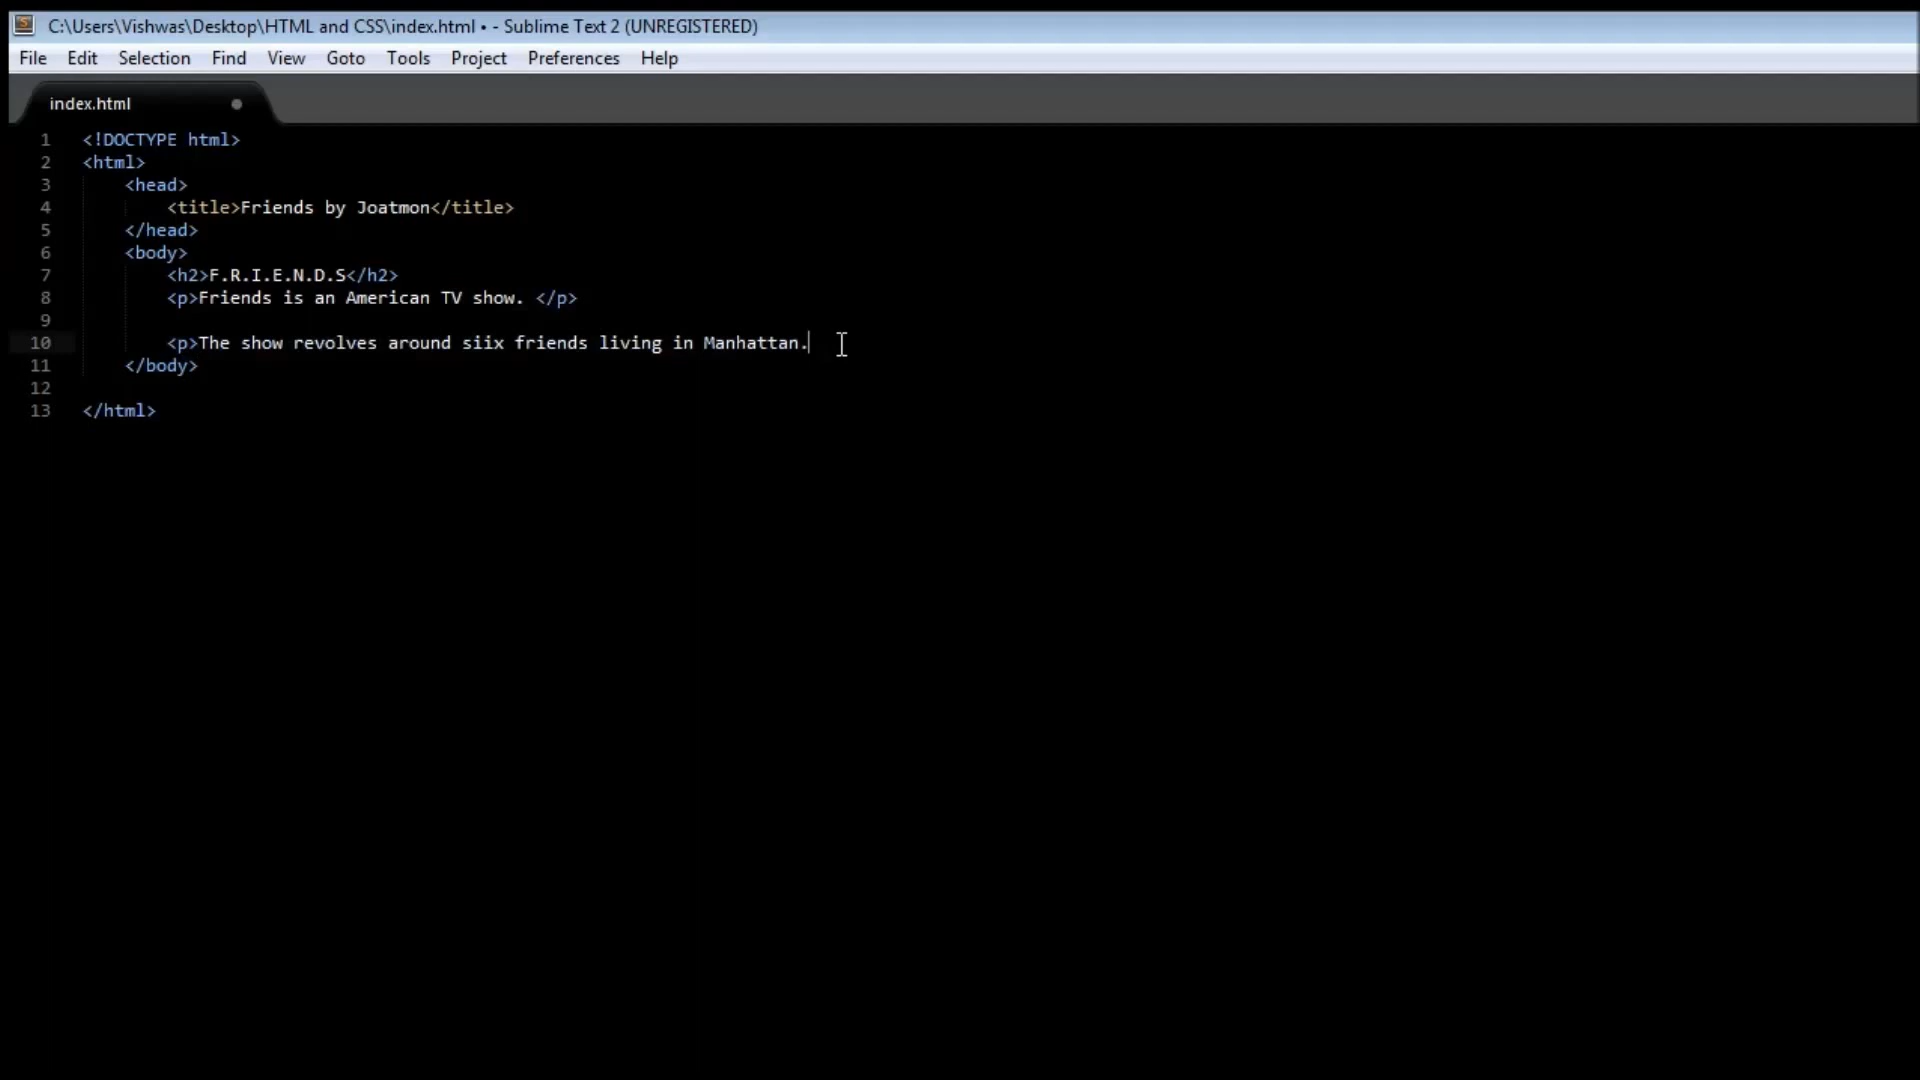 C:\Users\Vishwas\Desktop\HTML and CSS\index.html • - Sublime Text 2 (UNREGISTERED)
File Edit Selection Find View Goto Tools Project Preferences Help
index.html
1 <!DOCTYPE html>
2 <html>
3 <head>
4 <title>Friends by Joatmon</title>
5 </head>
6 <body>
7 <h2>F.R.I.E.N.D.S</h2>
8 <p>Friends is an American TV show. </p>
9
10 <p>The show revolves around siix friends living in Manhattan.
11 </body>
12
13 </html>